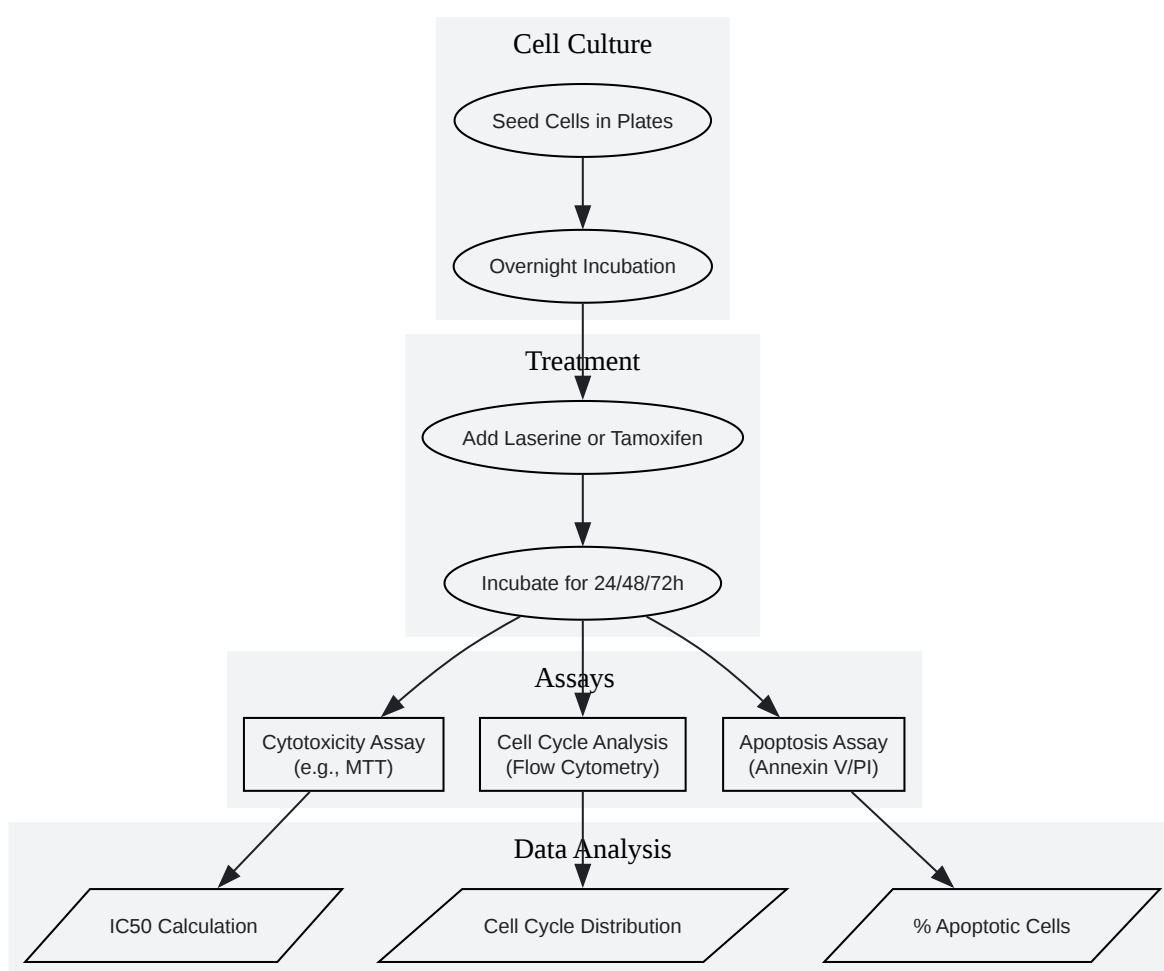 Cell Culture
Seed Cells in Plates
Overnight Incubation
Treatment
Add Laserine or Tamoxifen
Incubate for 24/48/72h
Assays
Cytotoxicity Assay
(e.g., MTT)
Cell Cycle Analysis
(Flow Cytometry)
Apoptosis Assay
(Annexin V/PI)
Data Analysis
IC50 Calculation
Cell Cycle Distribution
% Apoptotic Cells